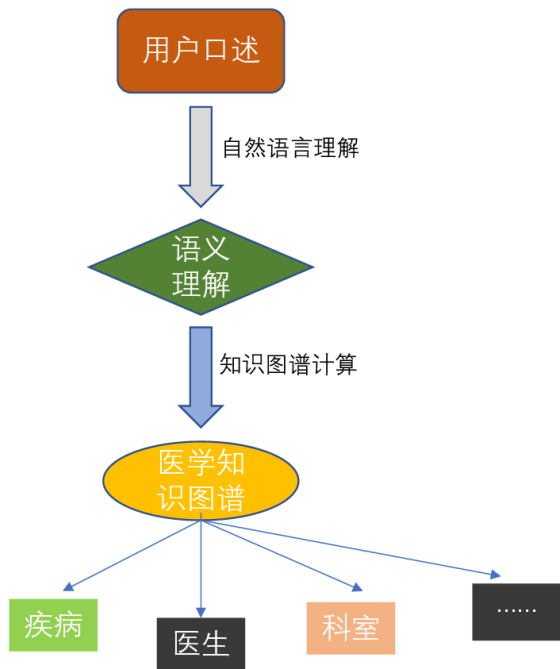 用户口述
自然语言理解
语义
理解
知识图谱计算
医学知
识图谱
疾病
医生
科室
……